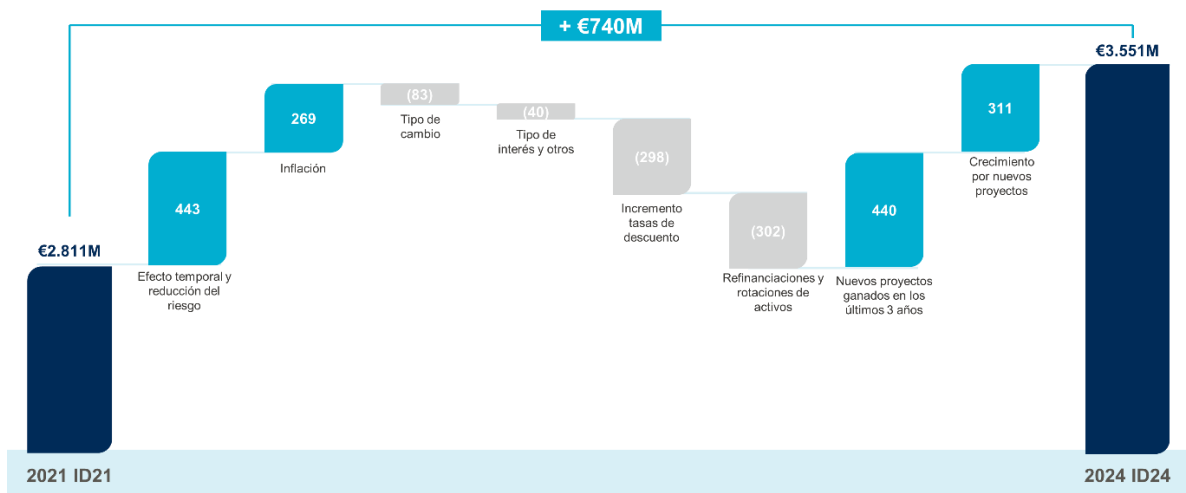 + €740M
€3.551M
(83)
269
Tipo de
cambio
(40)
Tipo de
interés y otros
311
Inflación
(298)
Crecimiento
por nuevos
proyectos
443
Incremento
tasas de
descuento
(302)
440
€2.811M
Efecto temporal y
reducción del
riesgo
Refinanciaciones y
rotaciones de
activos
Nuevos proyectos
ganados en los
últimos 3 años
2021 ID21
2024 ID24